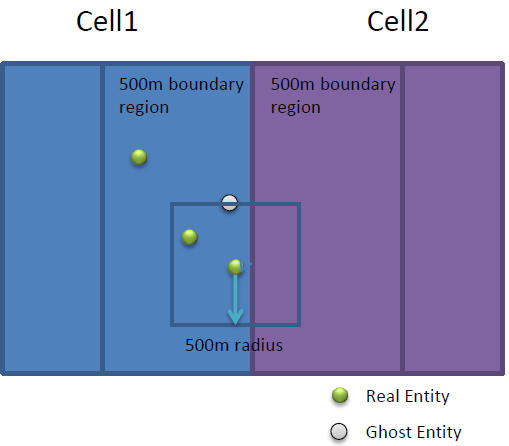 Cell1
Cell2
500m boundary
region
500m boundary
region
500m radius
Real Entity
Ghost Entity